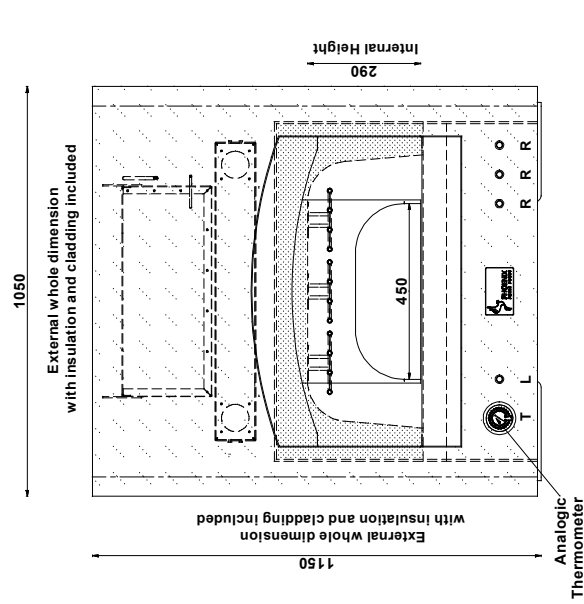 1050
External whole dimension
with insulation and cladding included
290
Internal Height
450
R
R
R
L
T
PHOENIX
Analogic
Thermometer
1150
External whole dimension
with insulation and cladding included